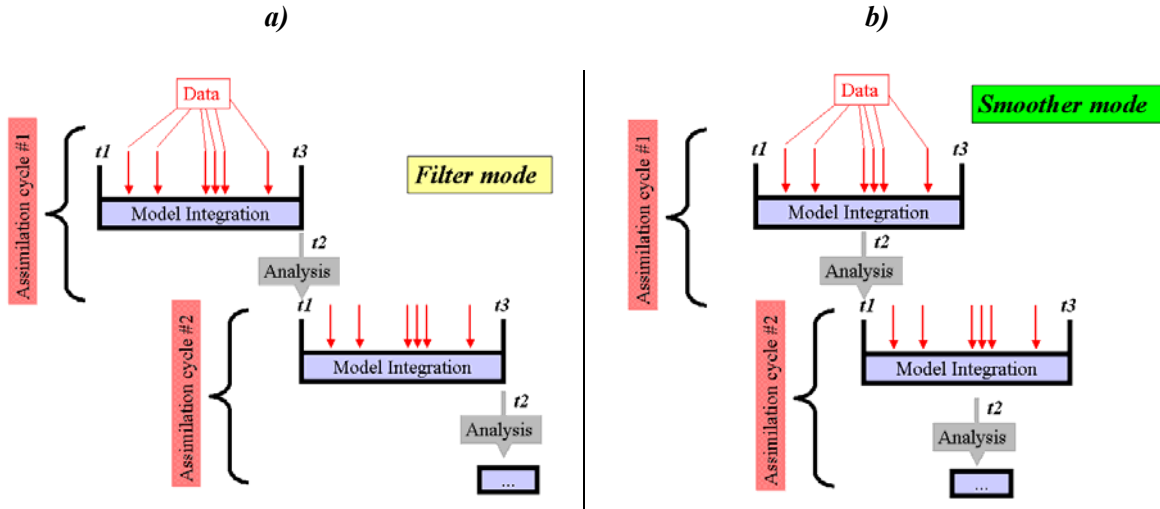 a)
Data
Assimilation cycle #1
t1
t3
Filter mode
Model Integration
t2
Analysis
Assimilation cycle #2
t1
t3
Model Integration
t2
Analysis
...
b)
Data
Smoother mode
Assimilation cycle #1
t1
t3
Model Integration
t2
Analysis
Assimilation cycle #2
t1
t3
Model Integration
t2
Analysis
...